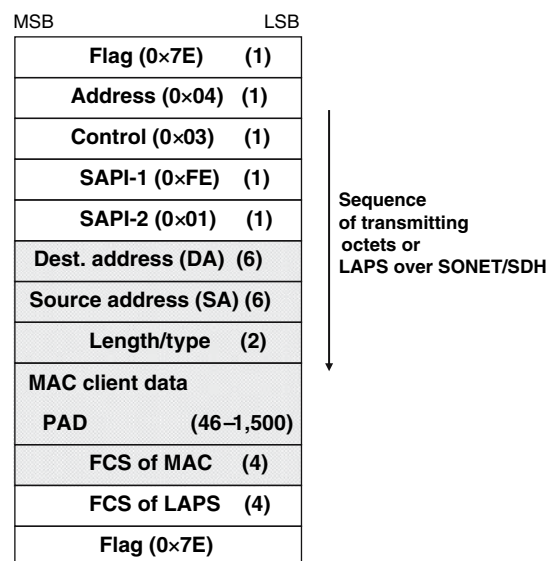 MSB LSB
Flag (0×7E) (1)
Address (0×04) (1)
Control (0×03) (1)
SAPI-1 (0×FE) (1)
SAPI-2 (0×01) (1)
Dest. address (DA) (6)
Source address (SA) (6)
Length/type (2)
MAC client data
PAD (46–1,500)
FCS of MAC (4)
FCS of LAPS (4)
Flag (0×7E)
Sequence
of transmitting
octets or
LAPS over SONET/SDH